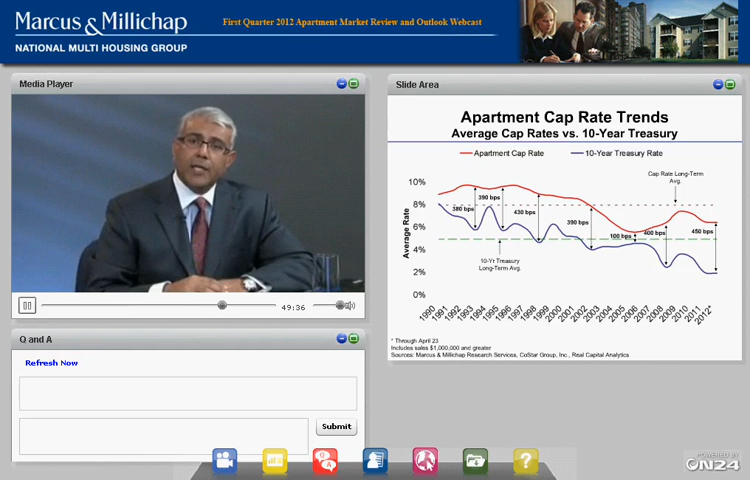 Marcus & Millichap
NATIONAL MULTI HOUSING GROUP
First Quarter 2012 Apartment Market Review and Outlook Webcast
Media Player
49:36
Q and A
Refresh Now
Submit
Slide Area
Apartment Cap Rate Trends
Average Cap Rates vs. 10-Year Treasury
Apartment Cap Rate
10-Year Treasury Rate
Cap Rate Long-Term
Avg.
Average Rate
10%
8%
6%
4%
2%
0%
380 bps
390 bps
430 bps
390 bps
100 bps
400 bps
450 bps
10-Yr Treasury
Long-Term Avg.
1990
1991
1992
1993
1994
1995
1996
1997
1998
1999
2000
2001
2002
2003
2004
2005
2006
2007
2008
2009
2010
2011
2012*
* Through April 23
Includes sales $1,000,000 and greater
Sources: Marcus & Millichap Research Services, CoStar Group, Inc., Real Capital Analytics
Q
A
?
POWERED BY
ON24